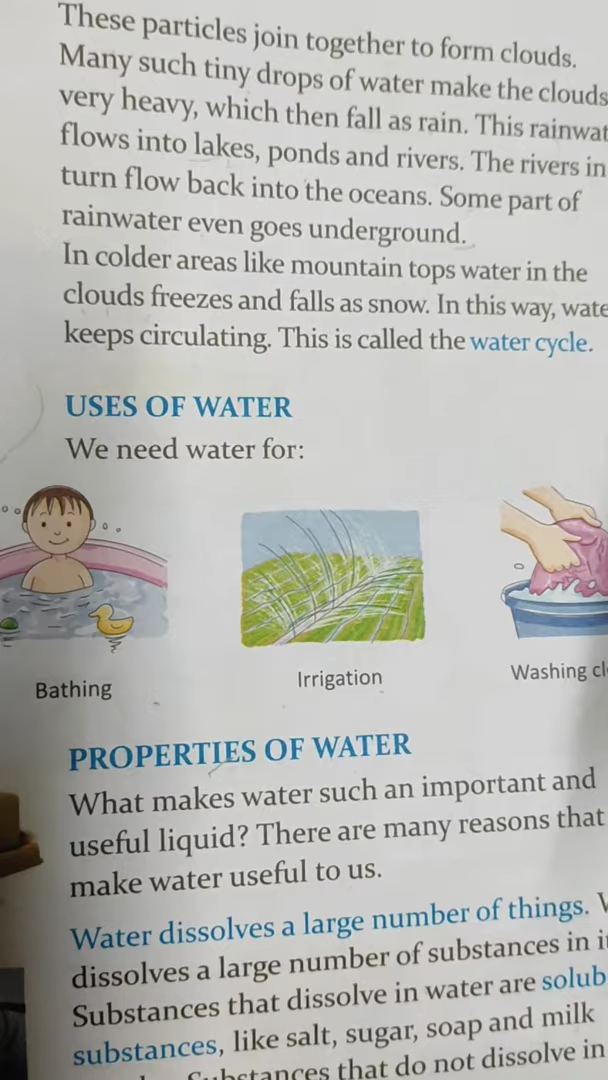 These particles join together to form clouds.
Many such tiny drops of water make the clouds
very heavy, which then fall as rain. This
flows into lakes, ponds and rivers. The rivers in
turn flow back into the oceans. Some part of
rainwater even goes underground.
In colder areas like mountain tops water in the
clouds freezes and falls as snow. In this way,
keeps circulating. This is called the water cycle.
USES OF WATER
We need water for:
Bathing
Irrigation
Washing
PROPERTIES OF WATER
What makes water such an important and
useful liquid? There are many reasons that
make water useful to us.
Water dissolves a large number of things.
dissolves a large number of substances in
Substances that dissolve in water are
substances, like salt, sugar, soap and milk
Substances that do not dissolve in